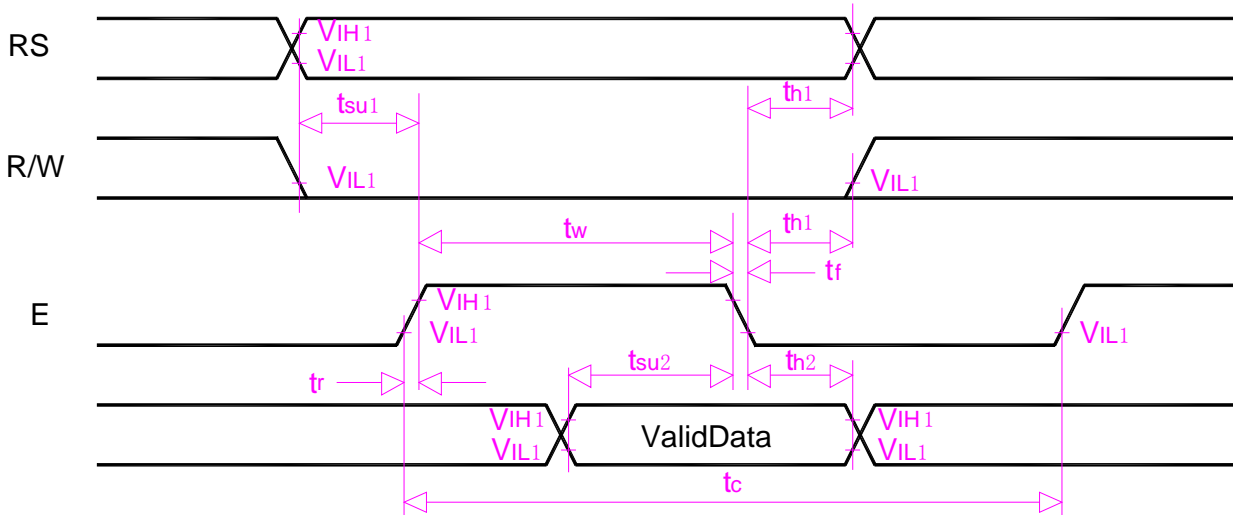 RS
VIH1
VIL1
tsu1
th1
R/W
VIL1
VIL1
tw
th1
tf
E
VIH1
VIL1
VIL1
tsu2
th2
tr
VIH1
VIH1
ValidData
VIL1
VIL1
tc